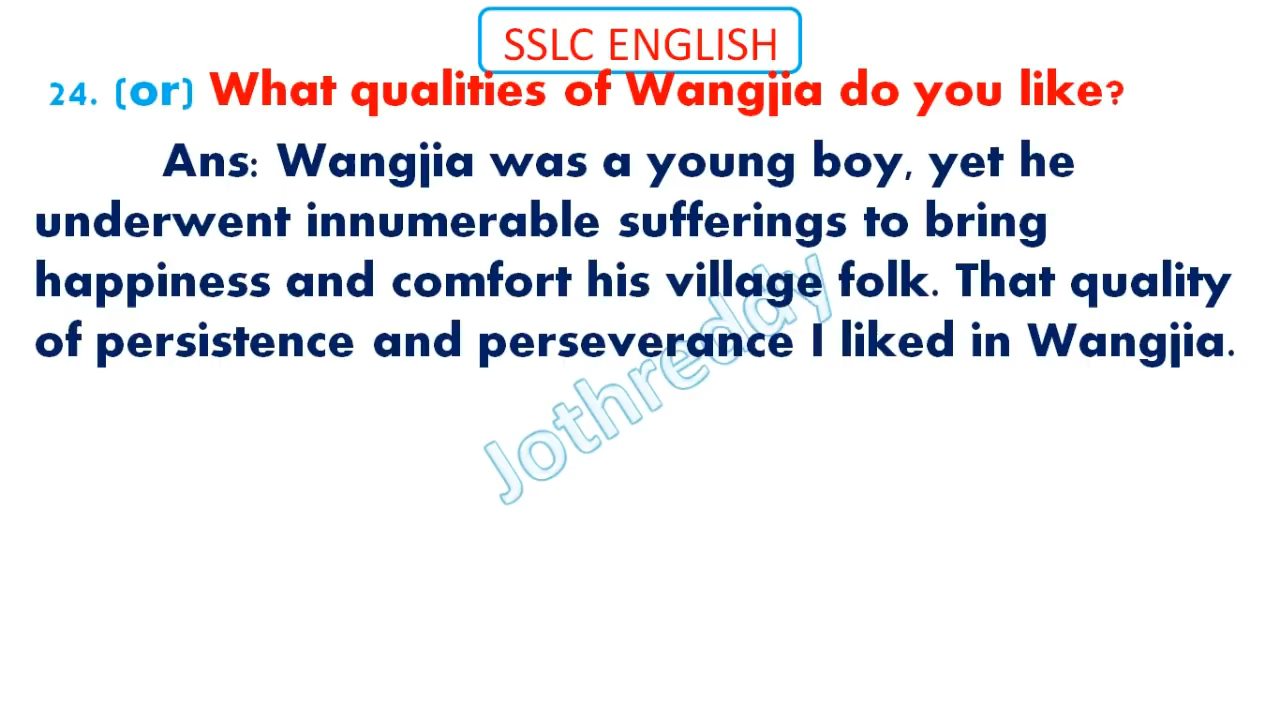 SSLC ENGLISH
24. (or) What qualities of Wangjia do you like?
Ans: Wangjia was a young boy, yet he
underwent innumerable sufferings to bring
happiness and comfort his village folk. That quality
of persistence and perseverance I liked in Wangjia.
Jothreddy